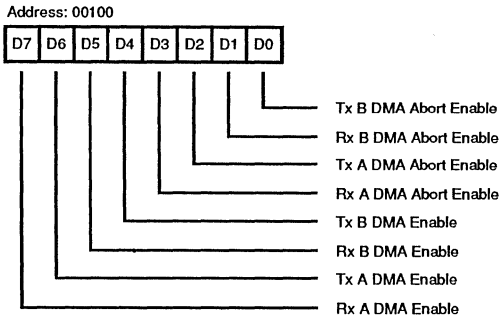 Address: 00100
D7 D6 D5 D4 D3 D2 D1 D0
Tx B DMA Abort Enable
Rx B DMA Abort Enable
Tx A DMA Abort Enable
Rx A DMA Abort Enable
Tx B DMA Enable
Rx B DMA Enable
Tx A DMA Enable
Rx A DMA Enable